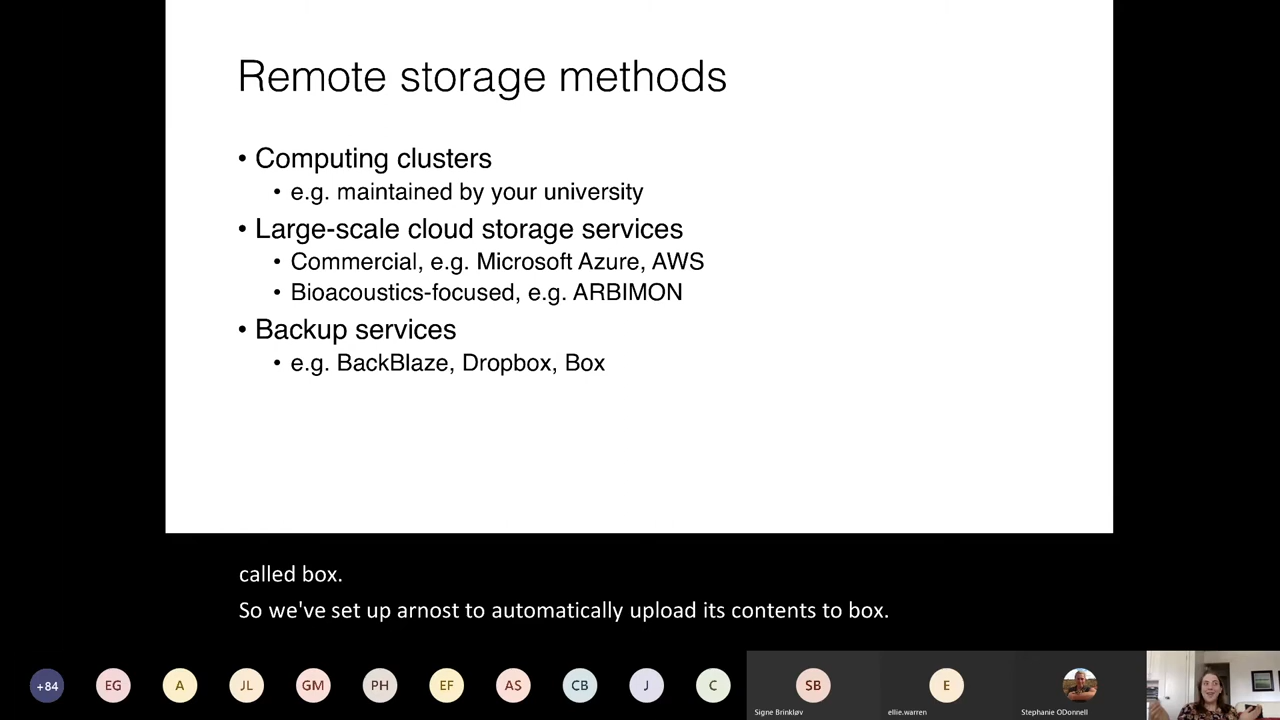 Remote storage methods
• Computing clusters
• e.g. maintained by your university
• Large-scale cloud storage services
• Commercial, e.g. Microsoft Azure, AWS
• Bioacoustics-focused, e.g. ARBIMON
• Backup services
• e.g. BackBlaze, Dropbox, Box
called box.
So we've set up arnost to automatically upload its contents to box.
+84 EG A JL GM PH EF AS CB J C SB E
Signe Brinkløv ellie.warren Stephanie ODonnell